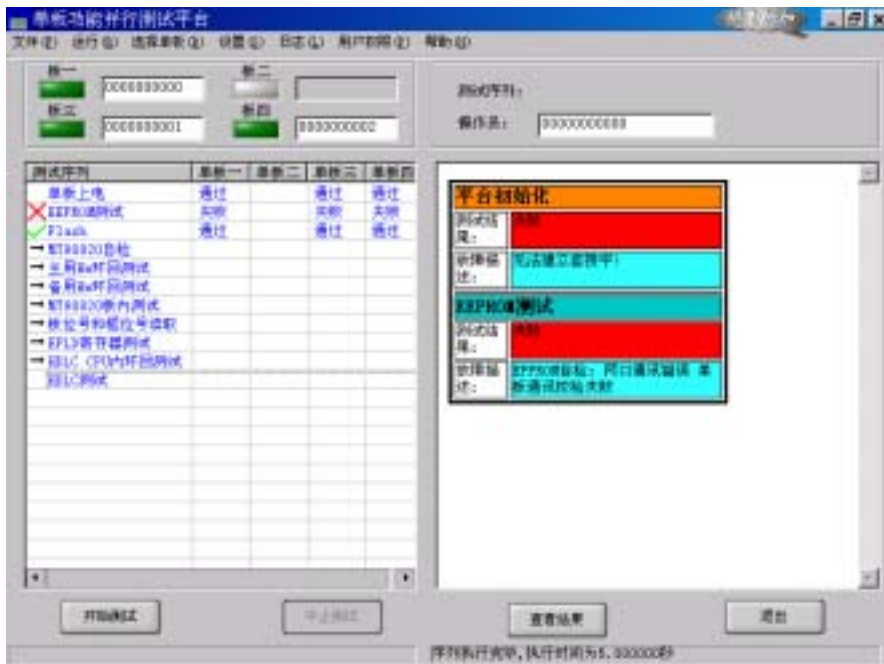 单板功能并行测试平台
文件(F) 运行(G) 选择单板(Q) 设置(S) 日志(L) 用户权限(Q) 帮助(H)
板一 0000000000
板二
板三 0000000001
板四 0000000002
测试序列:
操作员: 00000000000
测试序列 单板一 单板二 单板三 单板四
单板上电 通过 通过 通过
EEPROM测试 失败 失败 失败
Flash 通过 通过 通过
MT90820自检
主用Hw环回测试
备用Hw环回测试
MT90820板内测试
板位号和框位号读取
EPLD寄存器测试
HDLC CPU内环回测试
HDLC测试
平台初始化
测试结果: 失败
故障描述: 无法建立监视平!
EEPROM测试
测试结果: 失败
故障描述: EPPROM自检: 网口通讯错误 单板通讯校验失败
开始测试
中止测试
查看结果
退出
序列执行完毕,执行时间为5.000000秒